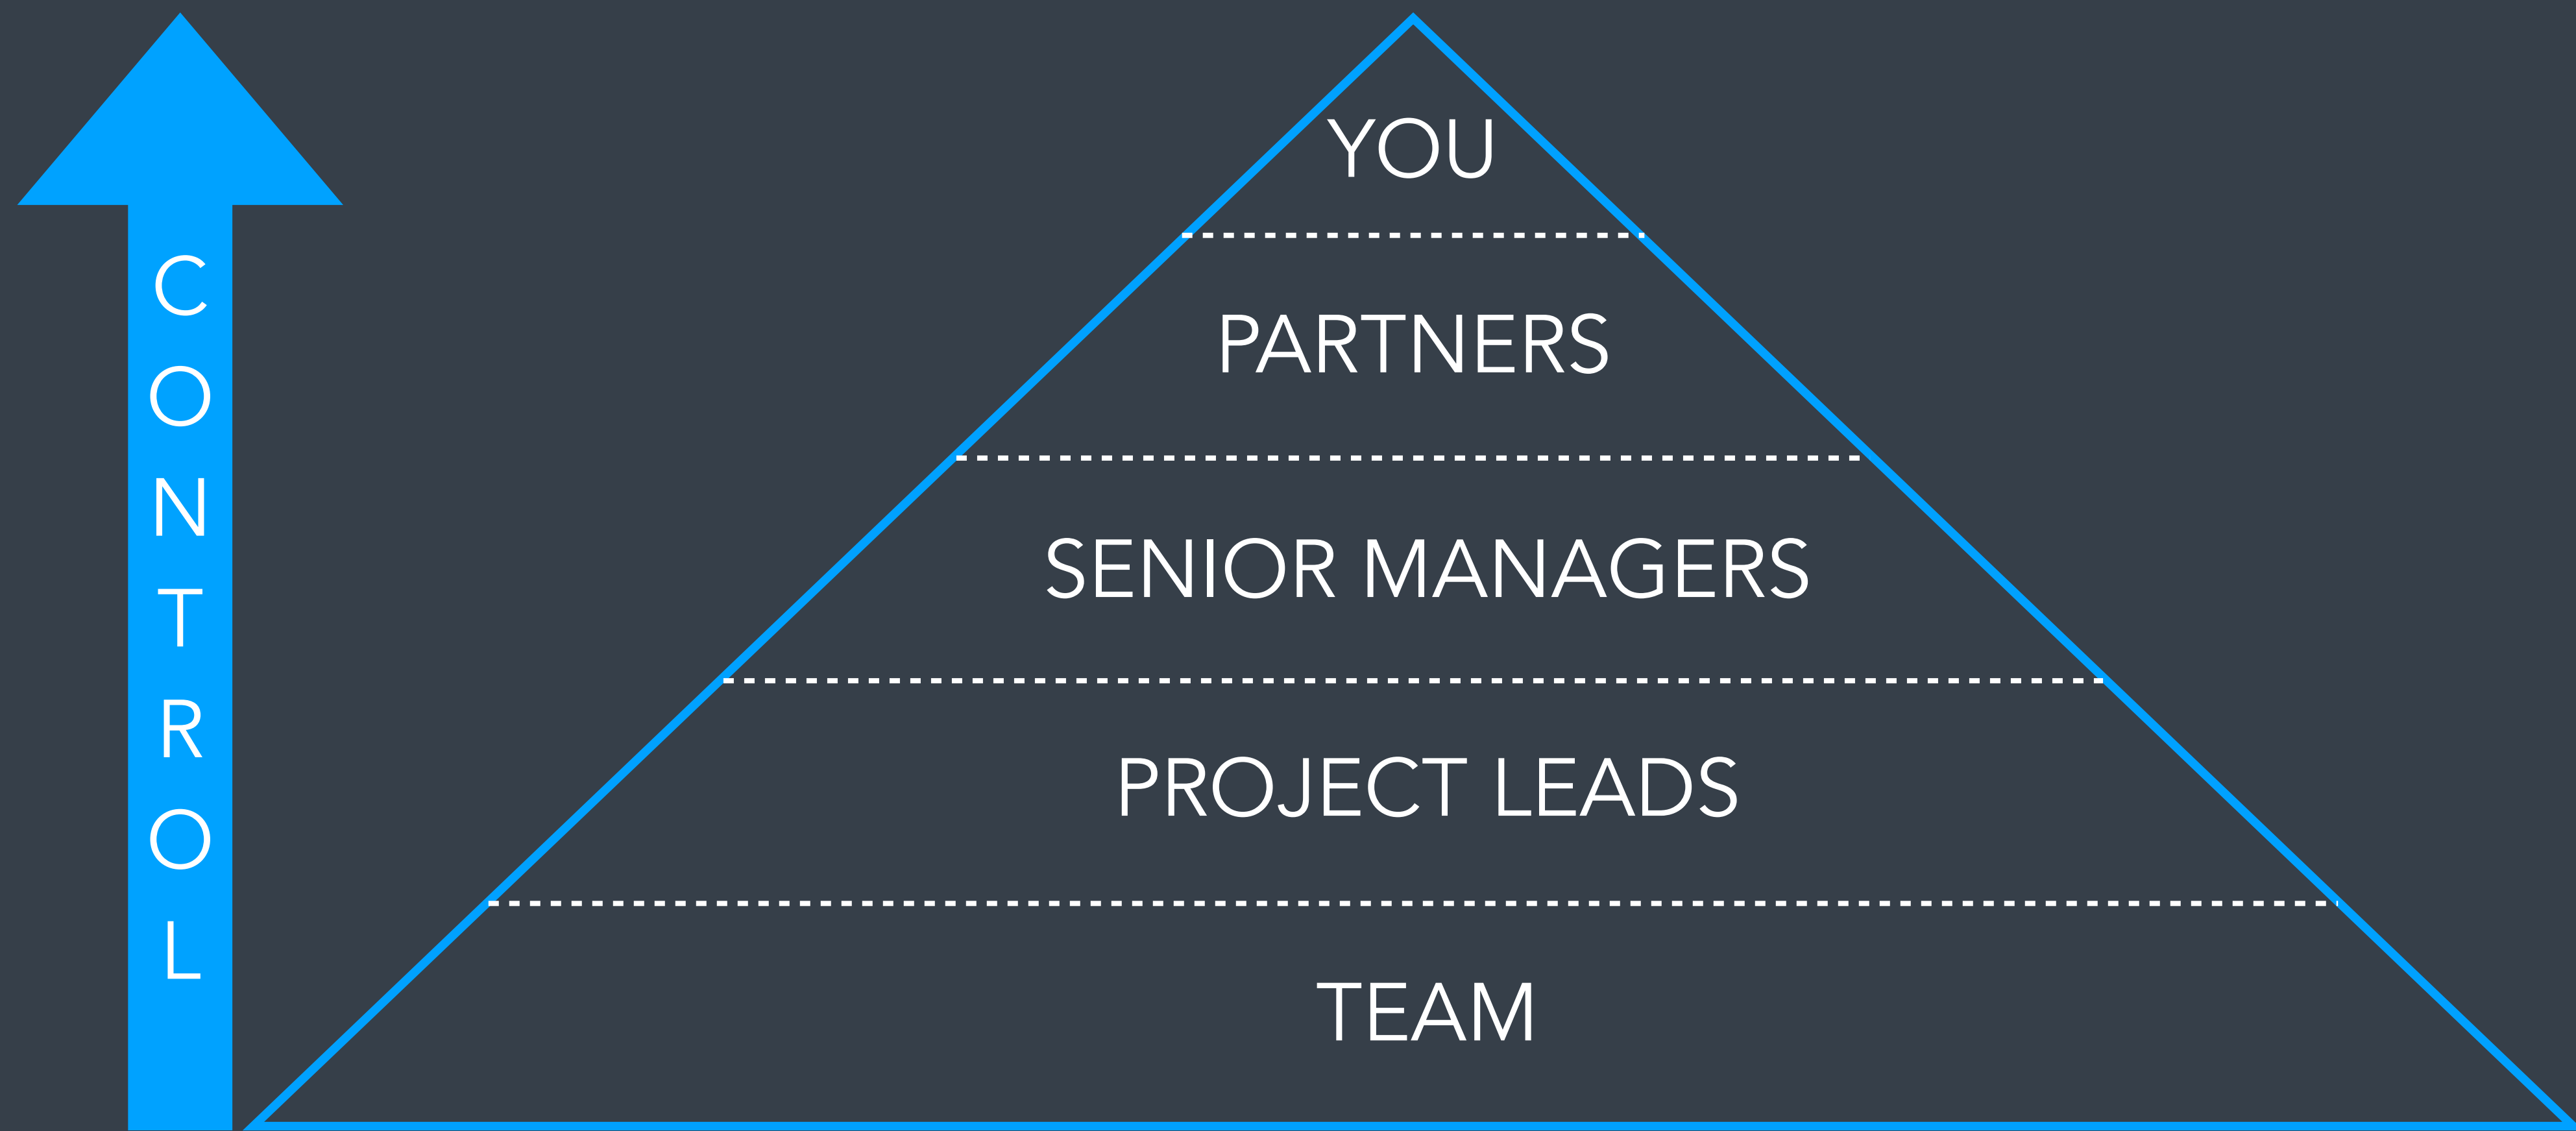 CONTROL
YOU
PARTNERS
SENIOR MANAGERS
PROJECT LEADS
TEAM